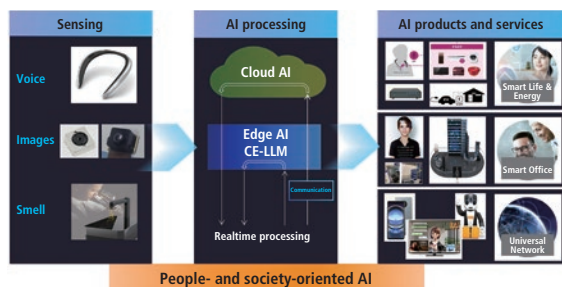 Sensing
AI processing
AI products and services
Voice
Images
Smell
Cloud AI
Edge AI
CE-LLM
Communication
Realtime processing
Smart Life &
Energy
Smart Office
Universal
Network
People- and society-oriented AI